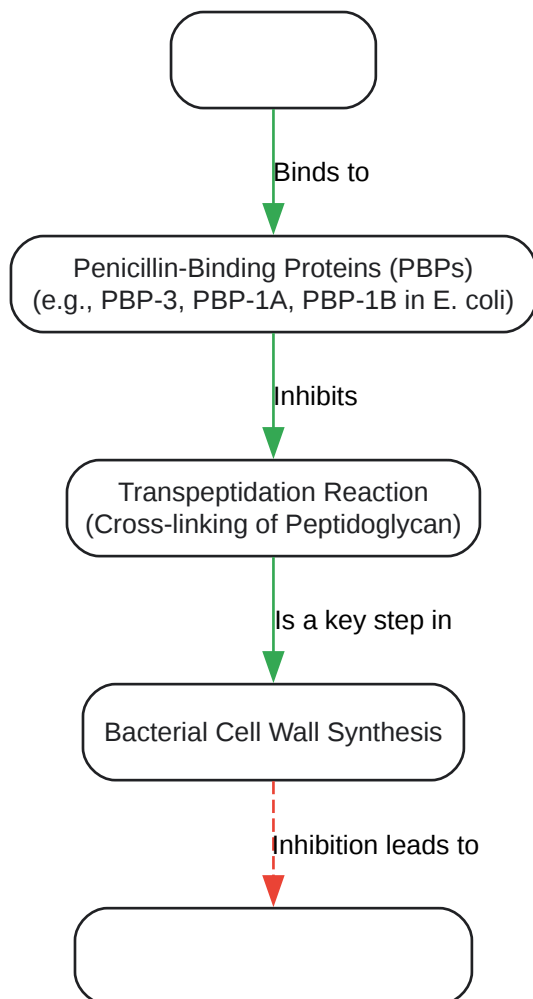 Binds to
Penicillin-Binding Proteins (PBPs)
(e.g., PBP-3, PBP-1A, PBP-1B in E. coli)
Inhibits
Transpeptidation Reaction
(Cross-linking of Peptidoglycan)
Is a key step in
Bacterial Cell Wall Synthesis
Inhibition leads to